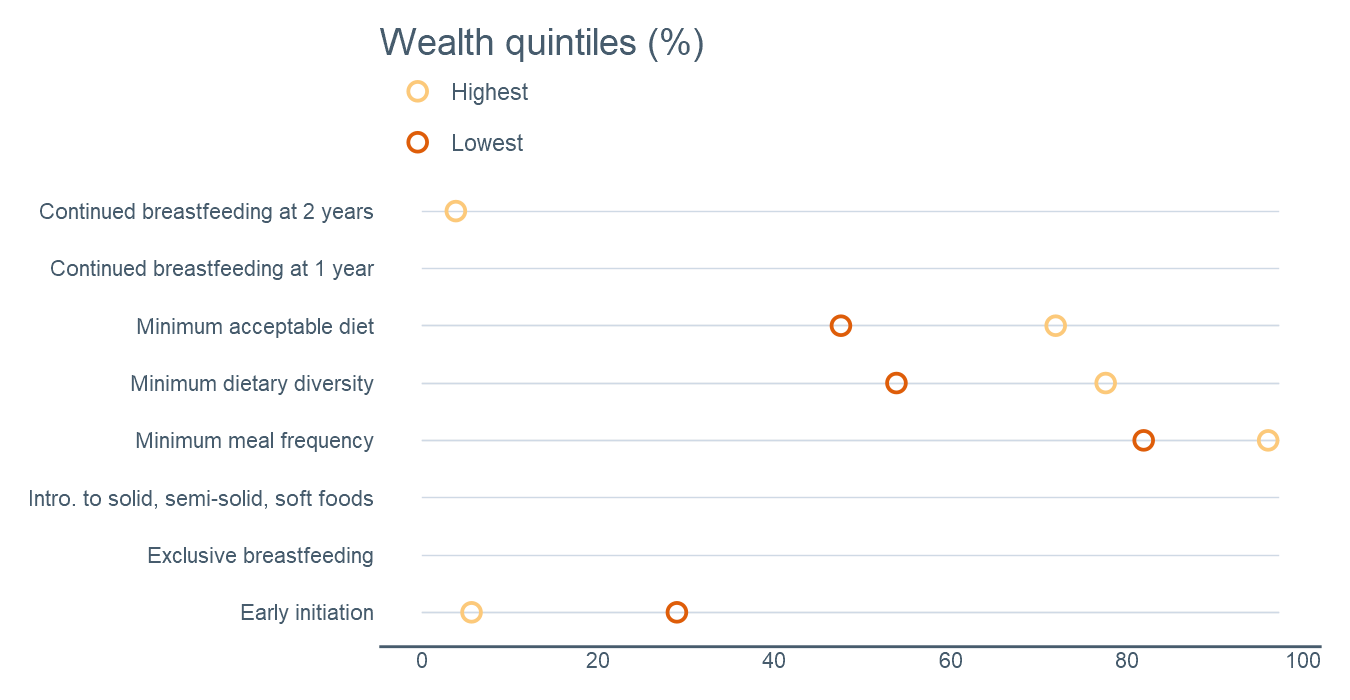 Wealth quintiles (%)
Highest
Lowest
Continued breastfeeding at 2 years
Continued breastfeeding at 1 year
Minimum acceptable diet
Minimum dietary diversity
Minimum meal frequency
Intro. to solid, semi-solid, soft foods
Exclusive breastfeeding
Early initiation
0 20 40 60 80 100